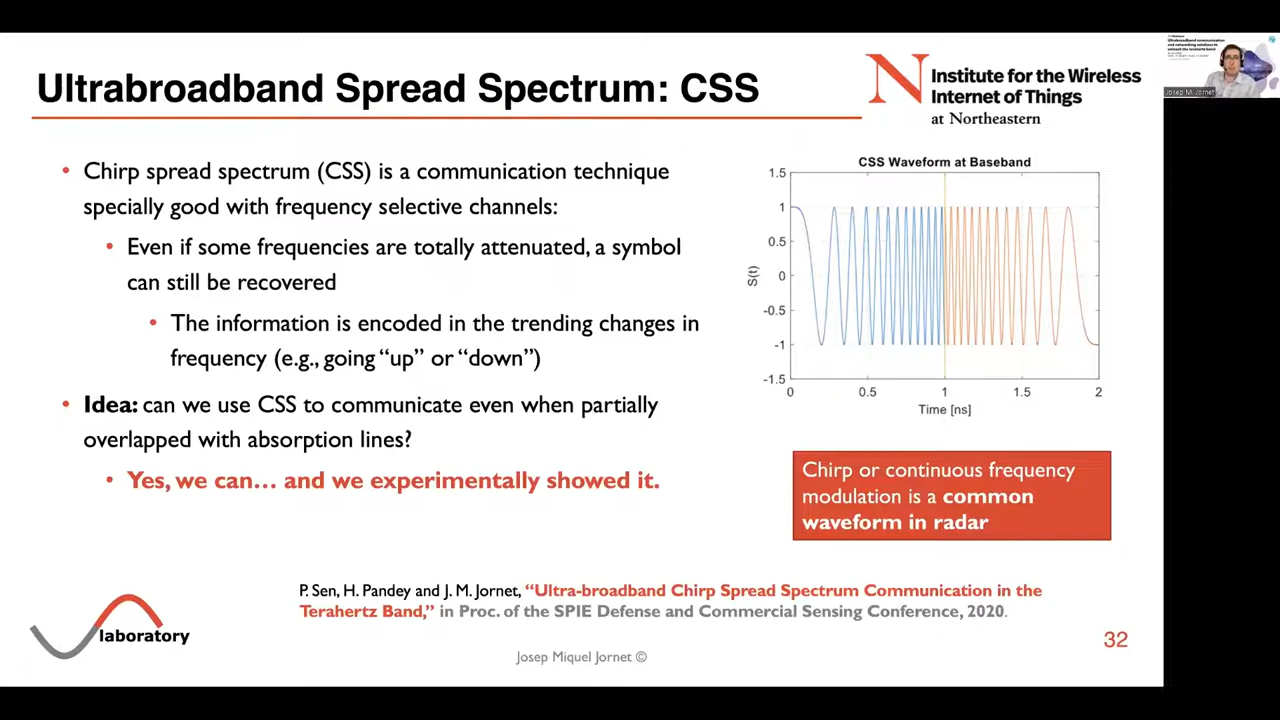 Ultrabroadband Spread Spectrum: CSS
N
Institute for the Wireless
Internet of Things
at Northeastern
Josep M. Jornet
• Chirp spread spectrum (CSS) is a communication technique
specially good with frequency selective channels:
• Even if some frequencies are totally attenuated, a symbol
can still be recovered
• The information is encoded in the trending changes in
frequency (e.g., going “up” or “down”)
• Idea: can we use CSS to communicate even when partially
overlapped with absorption lines?
• Yes, we can… and we experimentally showed it.
CSS Waveform at Baseband
1.5
1
0.5
0
-0.5
-1
-1.5
S(t)
0 0.5 1 1.5 2
Time [ns]
Chirp or continuous frequency
modulation is a common
waveform in radar
P. Sen, H. Pandey and J. M. Jornet, “Ultra-broadband Chirp Spread Spectrum Communication in the
Terahertz Band,” in Proc. of the SPIE Defense and Commercial Sensing Conference, 2020.
laboratory
32
Josep Miquel Jornet ©